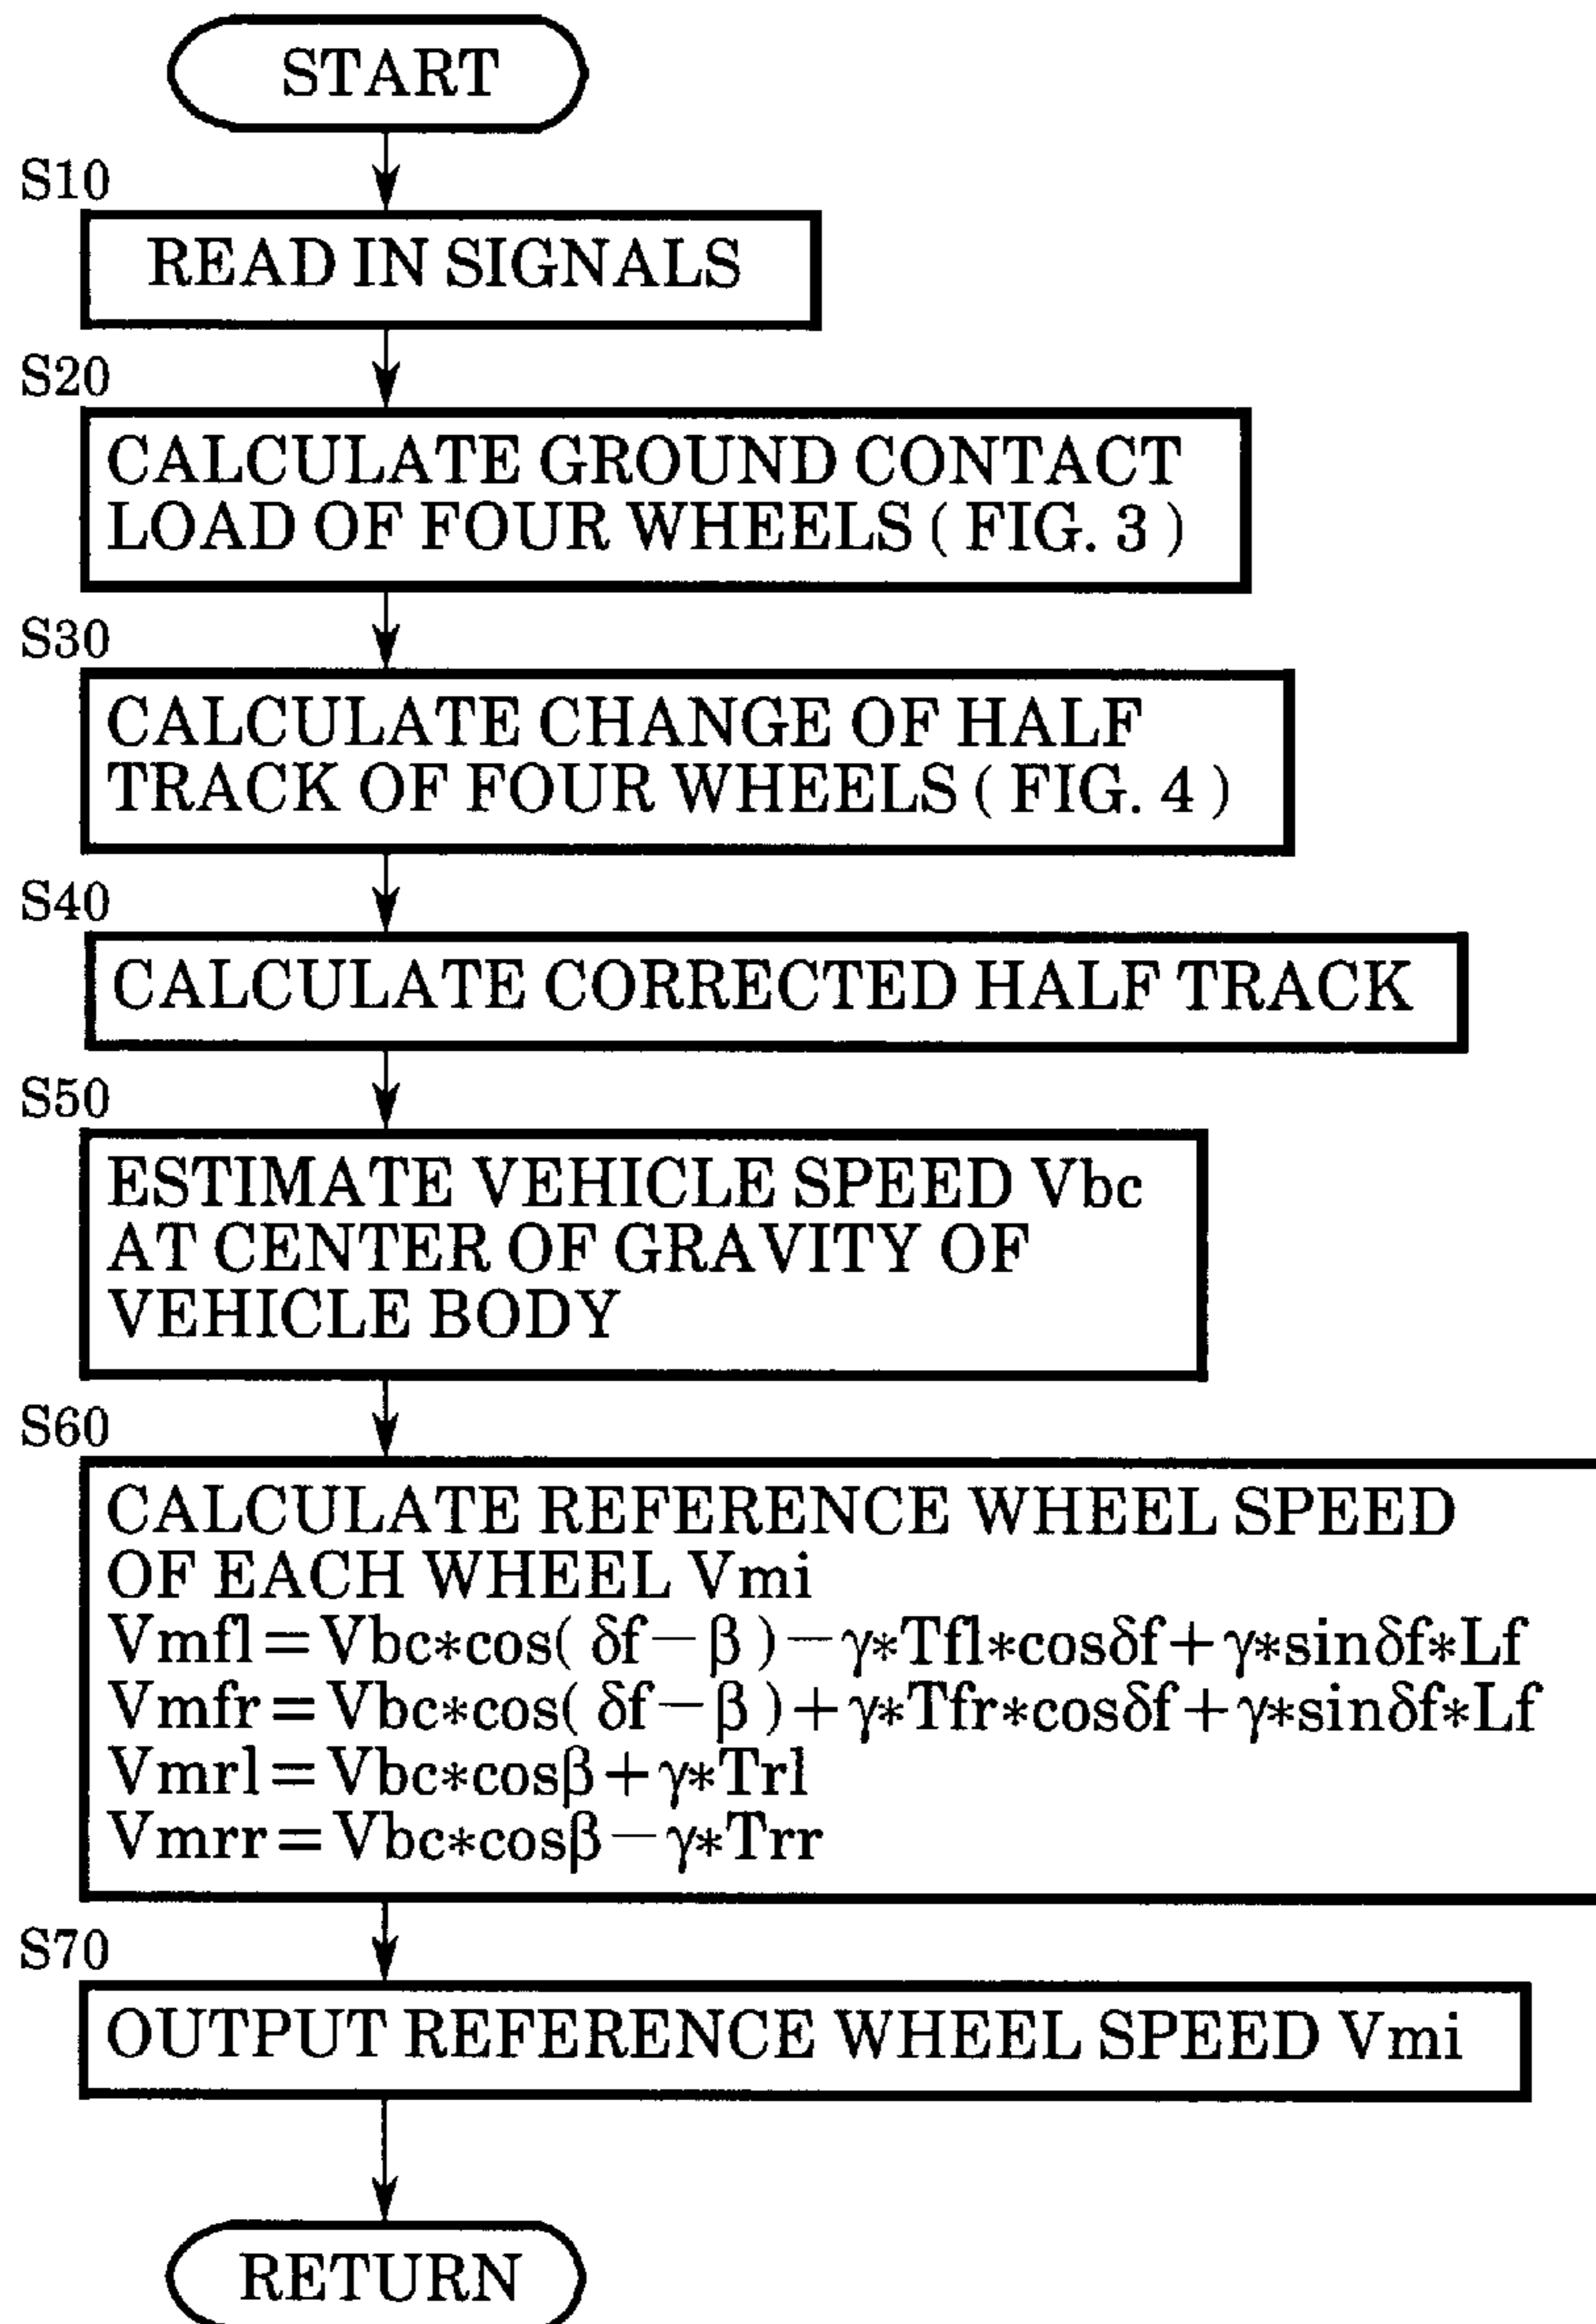 START
S10
READ IN SIGNALS
S20
CALCULATE GROUND CONTACT
LOAD OF FOUR WHEELS ( FIG. 3 )
S30
CALCULATE CHANGE OF HALF
TRACK OF FOUR WHEELS ( FIG. 4 )
S40
CALCULATE CORRECTED HALF TRACK
S50
ESTIMATE VEHICLE SPEED Vbc
AT CENTER OF GRAVITY OF
VEHICLE BODY
S60
CALCULATE REFERENCE WHEEL SPEED
OF EACH WHEEL Vmi
Vmfl=Vbc*cos( δf−β )−γ*Tfl*cosδf+γ*sinδf*Lf
Vmfr=Vbc*cos( δf−β )+γ*Tfr*cosδf+γ*sinδf*Lf
Vmrl=Vbc*cosβ+γ*Trl
Vmrr=Vbc*cosβ−γ*Trr
S70
OUTPUT REFERENCE WHEEL SPEED Vmi
RETURN